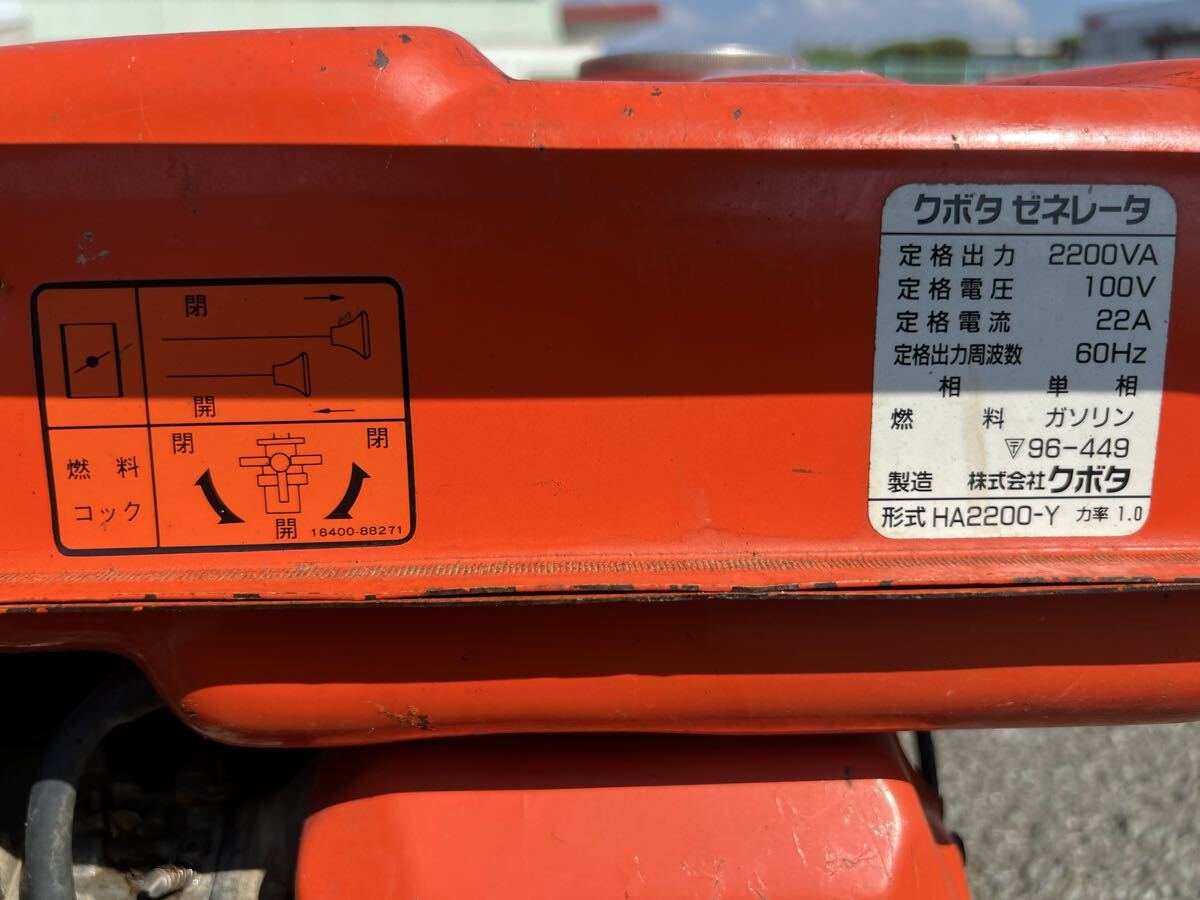 閉
開
燃料
コック
閉 閉
開
18400-88271
クボタ ゼネレータ
定格出力 2200VA
定格電圧 100V
定格電流 22A
定格出力周波数 60Hz
相 単相
燃料 ガソリン
96-449
製造 株式会社クボタ
形式 HA2200-Y 力率 1.0